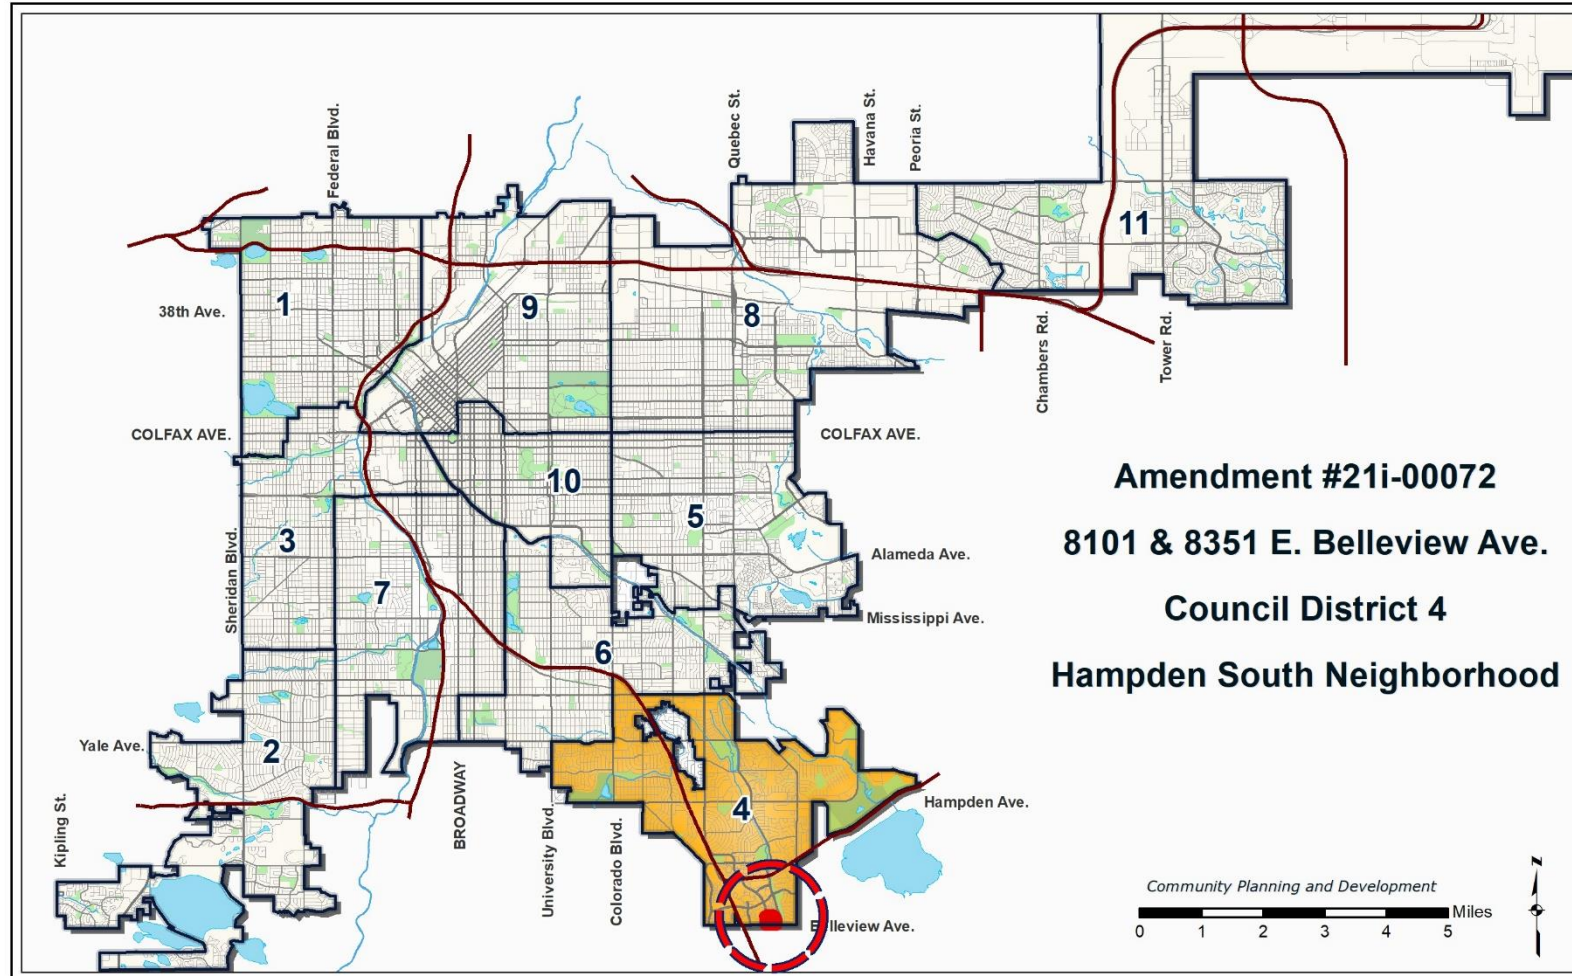 Federal Blvd.
Quebec St.
Havana St.
Peoria St.
11
1
9
8
38th Ave.
Chambers Rd.
Tower Rd.
COLFAX AVE.
COLFAX AVE.
10
5
3
Sheridan Blvd.
7
Alameda Ave.
Mississippi Ave.
6
Amendment #21i-00072
8101 & 8351 E. Belleview Ave.
Council District 4
Hampden South Neighborhood
Yale Ave.
2
Kipling St.
BROADWAY
University Blvd.
Colorado Blvd.
4
Hampden Ave.
Belleview Ave.
Community Planning and Development
Miles
0 1 2 3 4 5
N